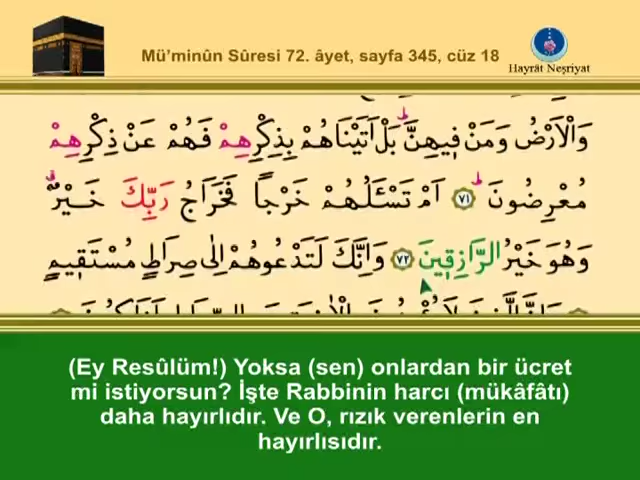 Mü’minûn Sûresi 72. âyet, sayfa 345, cüz 18
Hayrât Neşriyat
وَالْاَرْضُ وَمَنْ ف۪يهِنَّۜ بَلْ اَتَيْنَاهُمْ بِذِكْرِهِمْ فَهُمْ عَنْ ذِكْرِهِمْ
مُعْرِضُونَۜ ﴿٧١﴾ اَمْ تَسْـَٔلُهُمْ خَرْجًا فَخَرَاجُ رَبِّكَ خَيْرٌۗ
وَهُوَ خَيْرُ الرَّازِق۪ينَ ﴿٧٢﴾ وَاِنَّكَ لَتَدْعُوهُمْ اِلٰى صِرَاطٍ مُسْتَق۪يمٍ
(Ey Resûlüm!) Yoksa (sen) onlardan bir ücret
mi istiyorsun? İşte Rabbinin harcı (mükâfâtı)
daha hayırlıdır. Ve O, rızık verenlerin en
hayırlısıdır.